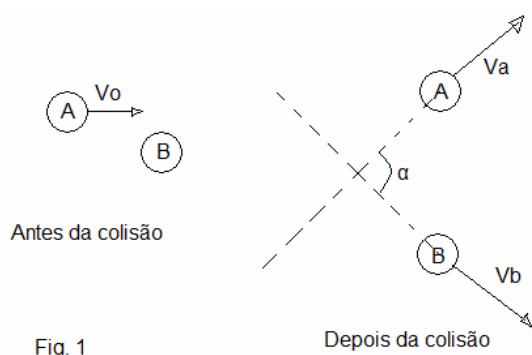 Vo
A
B
Antes da colisão
Fig. 1
Va
A
α
B
Vb
Depois da colisão